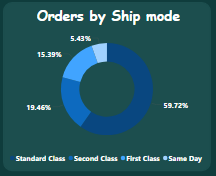 Orders by Ship mode
5.43%
15.39%
19.46%
59.72%
Standard Class Second Class First Class Same Day